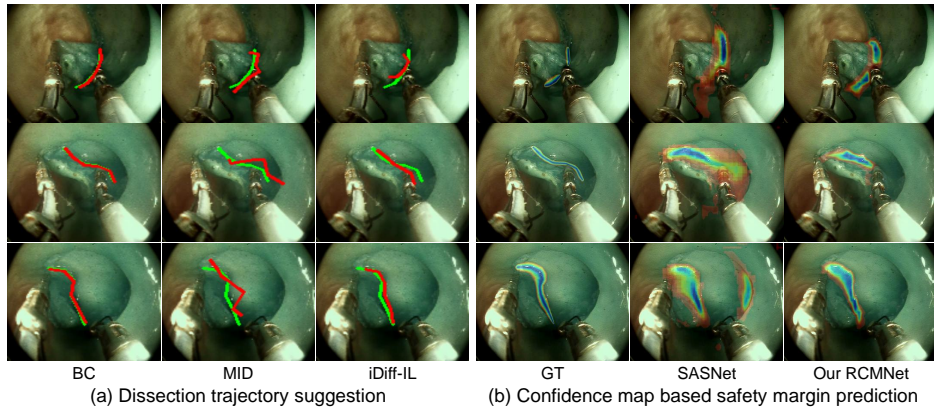 BC MID iDiff-IL GT SASNet Our RCMNet
(a) Dissection trajectory suggestion (b) Confidence map based safety margin prediction